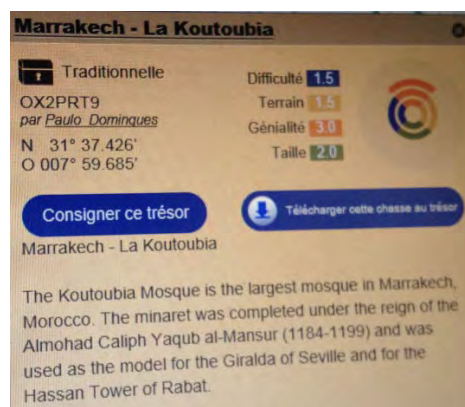 Marrakech - La Koutoubia
Traditionnelle
OX2PRT9
par Paulo Domingues
N 31° 37.426'
O 007° 59.685'
Difficulté 1.5
Terrain 1.5
Génialité 3.0
Taille 2.0
Consigner ce trésor
Télécharger cette chasse au trésor
Marrakech - La Koutoubia
The Koutoubia Mosque is the largest mosque in Marrakech,
Morocco. The minaret was completed under the reign of the
Almohad Caliph Yaqub al-Mansur (1184-1199) and was
used as the model for the Giralda of Seville and for the
Hassan Tower of Rabat.